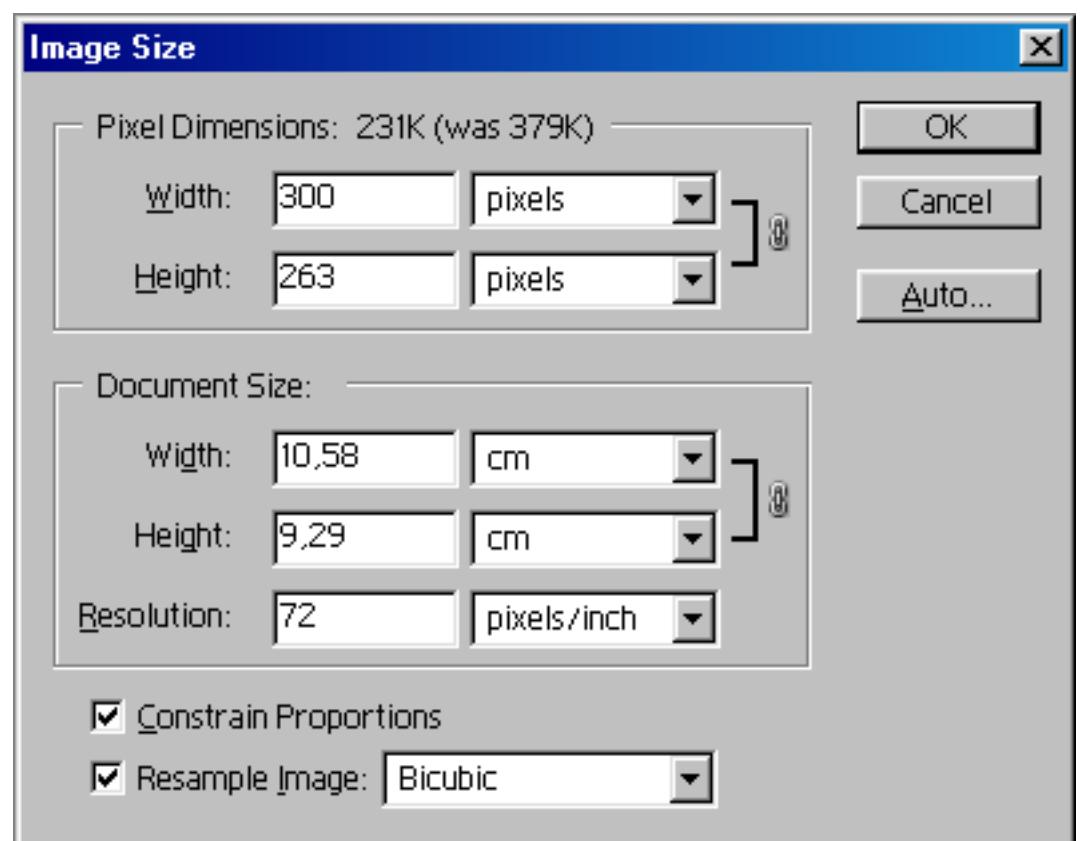 Image Size
Pixel Dimensions: 231K (was 379K)
Width: 300 pixels
Height: 263 pixels
OK
Cancel
Auto...
Document Size:
Width: 10,58 cm
Height: 9,29 cm
Resolution: 72 pixels/inch
Constrain Proportions
Resample Image: Bicubic